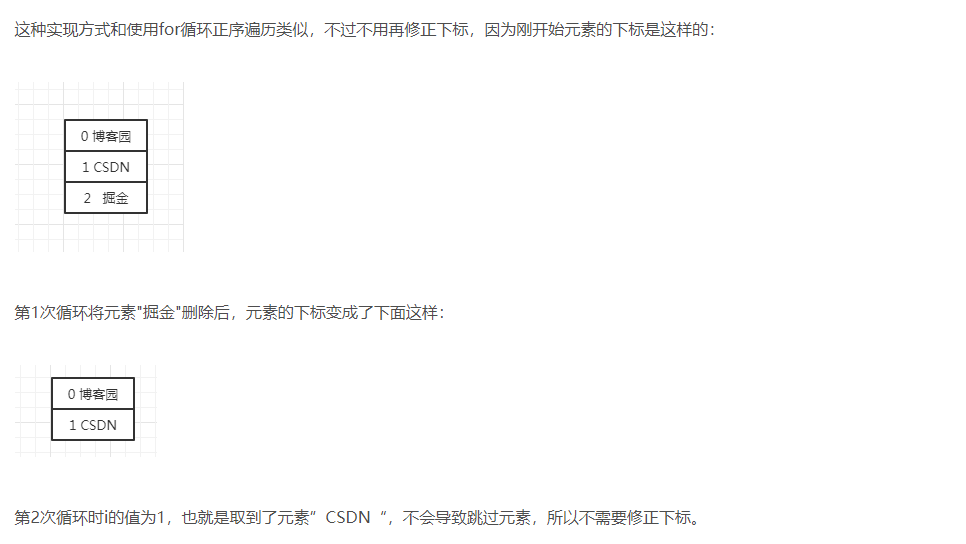 这种实现方式和使用for循环正序遍历类似，不过不用再修正下标，因为刚开始元素的下标是这样的：
0 博客园
1 CSDN
2 掘金
第1次循环将元素"掘金"删除后，元素的下标变成了下面这样：
0 博客园
1 CSDN
第2次循环时i的值为1，也就是取到了元素”CSDN“，不会导致跳过元素，所以不需要修正下标。